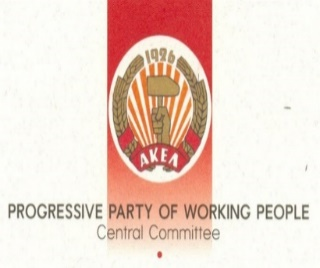 1926
ΑΚΕΛ
PROGRESSIVE PARTY OF WORKING PEOPLE
Central Committee